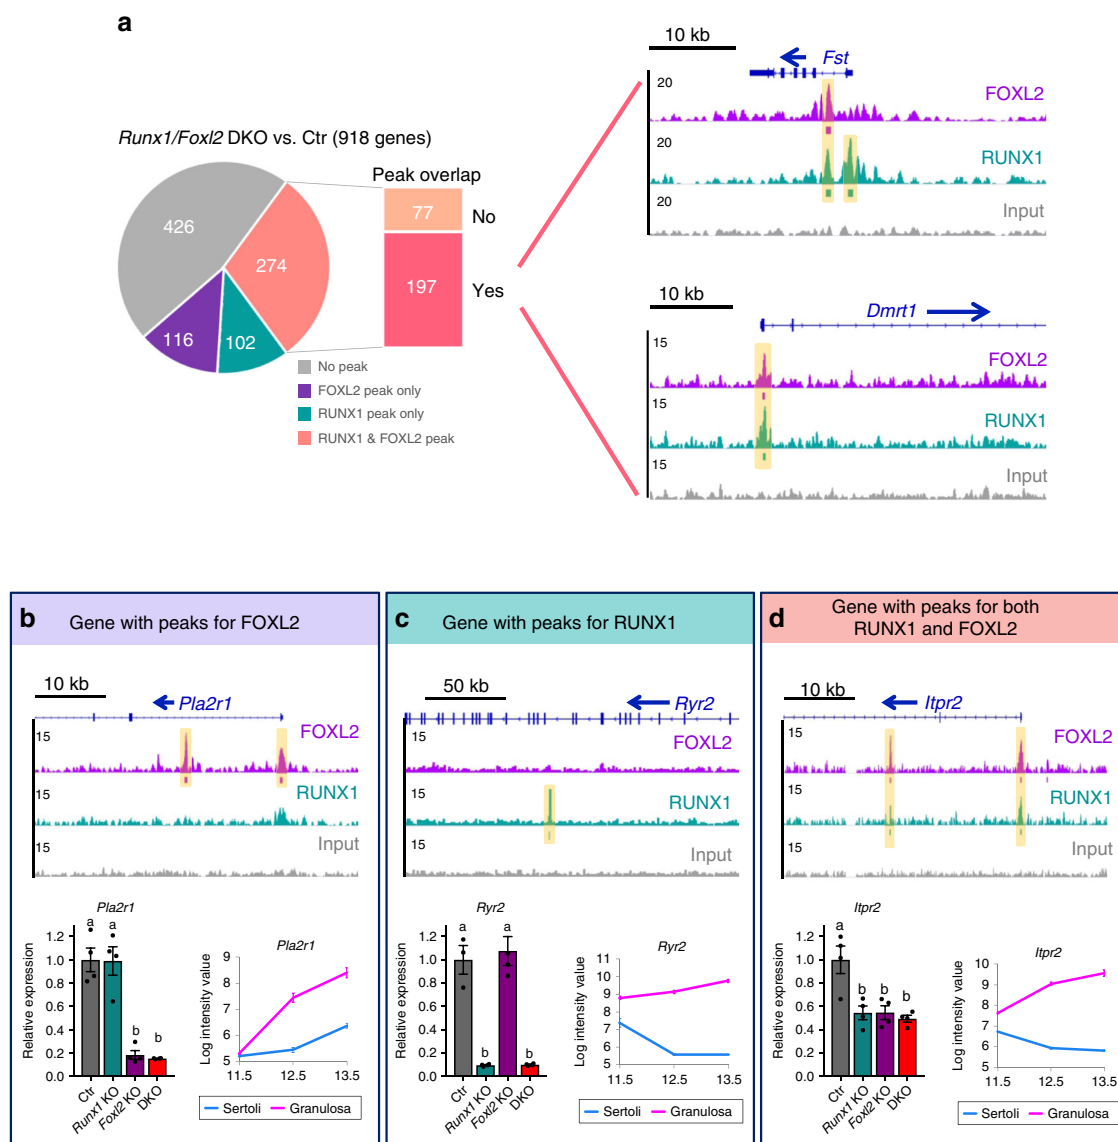 a
Runx1/Foxl2 DKO vs. Ctr (918 genes)
426
274
116
102
Peak overlap
77
No
197
Yes
No peak
FOXL2 peak only
RUNX1 peak only
RUNX1 & FOXL2 peak
10 kb
Fst
20
FOXL2
20
RUNX1
20
Input
10 kb
Dmrt1
15
FOXL2
15
RUNX1
15
Input
b
Gene with peaks for FOXL2
10 kb
Pla2r1
15
FOXL2
15
RUNX1
15
Input
Pla2r1
Relative expression
1.2
1.0
0.8
0.6
0.4
0.2
0.0
a
a
b
b
Ctr
Runx1 KO
Foxl2 KO
DKO
Pla2r1
Log intensity value
9
8
7
6
5
11.5
12.5
13.5
Sertoli
Granulosa
c
Gene with peaks for RUNX1
50 kb
Ryr2
15
FOXL2
15
RUNX1
15
Input
Ryr2
Relative expression
1.2
1.0
0.8
0.6
0.4
0.2
0.0
a
b
a
b
Ctr
Runx1 KO
Foxl2 KO
DKO
Ryr2
Log intensity value
11
10
9
8
7
6
5
11.5
12.5
13.5
Sertoli
Granulosa
d
Gene with peaks for both
RUNX1 and FOXL2
10 kb
Itpr2
15
FOXL2
15
RUNX1
15
Input
Itpr2
Relative expression
1.2
1.0
0.8
0.6
0.4
0.2
0.0
a
b
b
b
Ctr
Runx1 KO
Foxl2 KO
DKO
Itpr2
Log intensity value
10
9
8
7
6
5
11.5
12.5
13.5
Sertoli
Granulosa